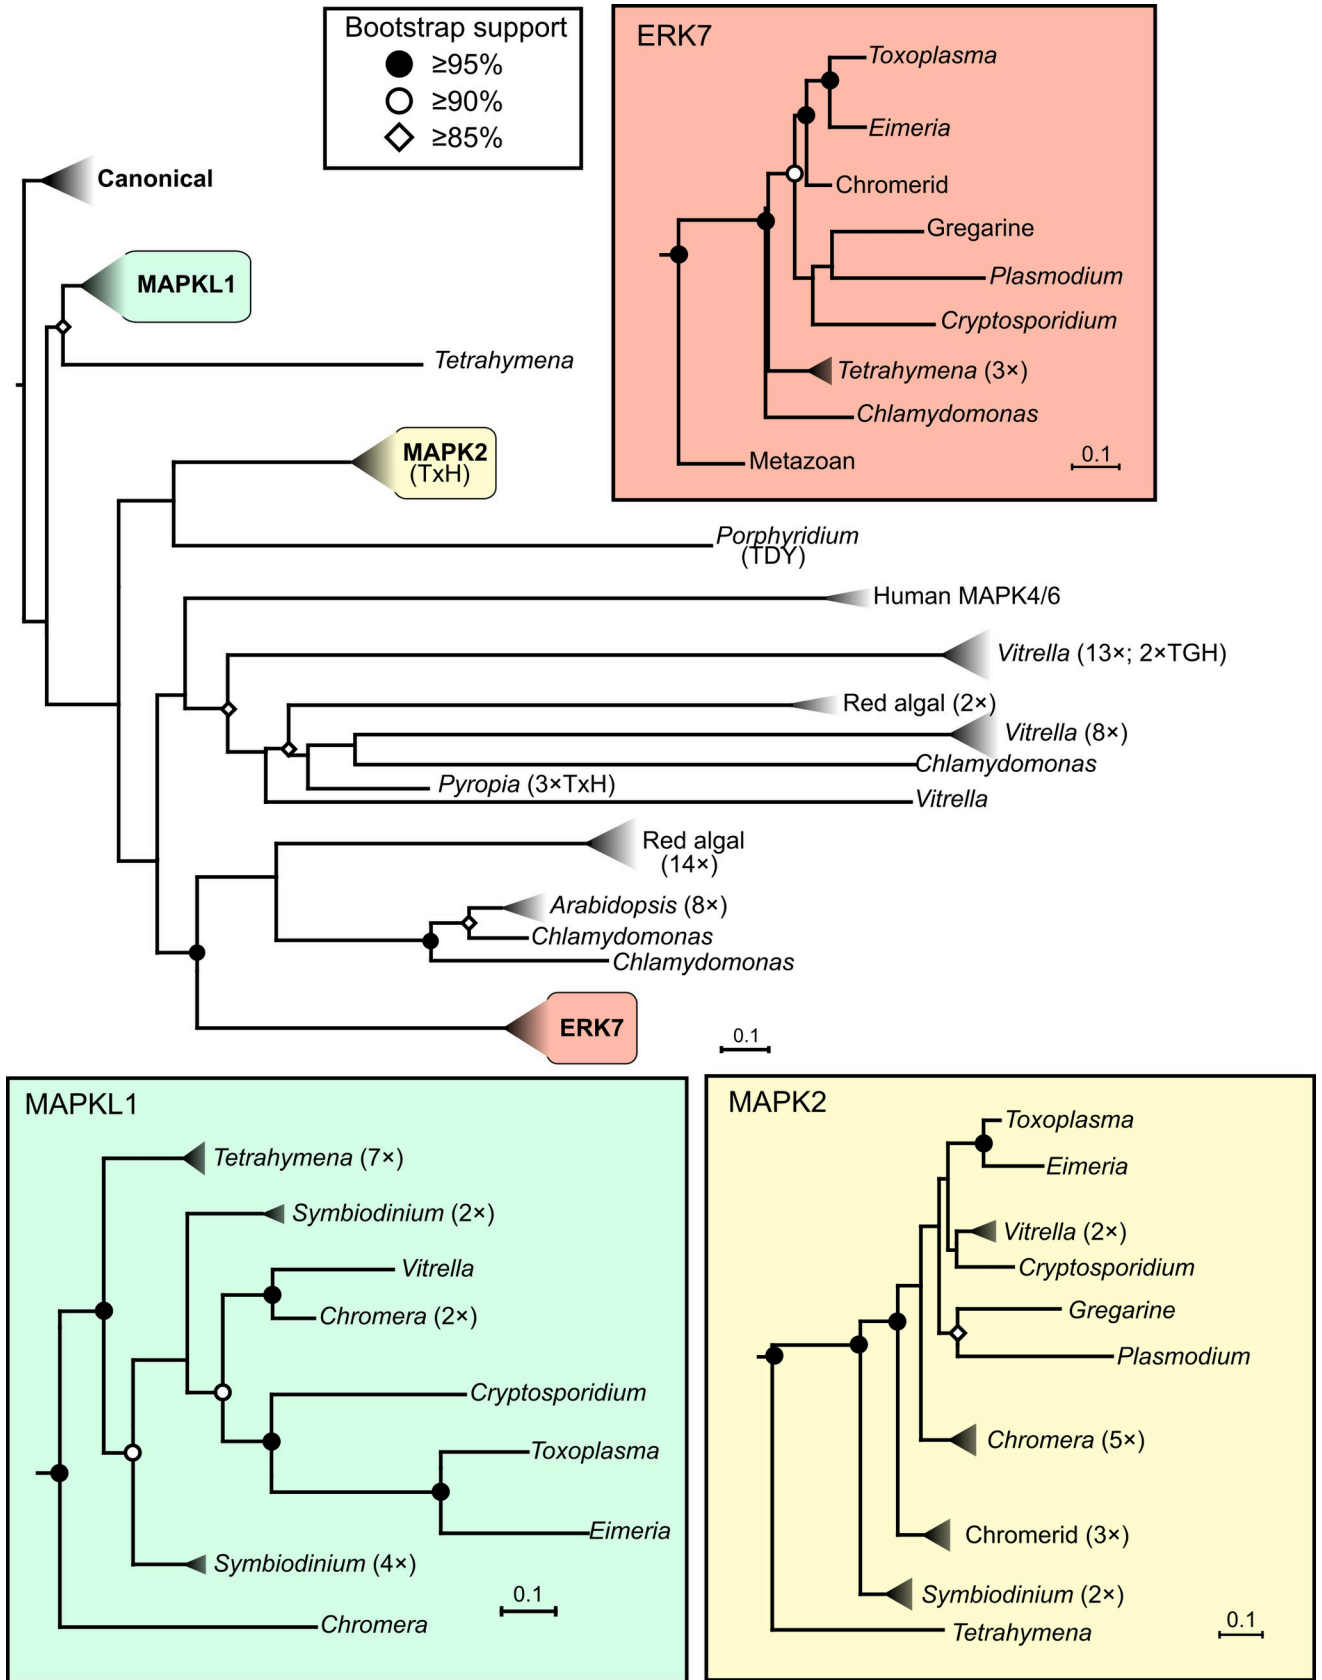 Bootstrap support
≥95%
≥90%
≥85%
Canonical
MAPKL1
Tetrahymena
MAPK2
(TxH)
Porphyridium
(TDY)
Human MAPK4/6
Vitrella (13×; 2×TGH)
Red algal (2×)
Vitrella (8×)
Chlamydomonas
Pyropia (3×TxH)
Vitrella
Red algal
(14×)
Arabidopsis (8×)
Chlamydomonas
Chlamydomonas
ERK7
0.1
ERK7
Toxoplasma
Eimeria
Chromerid
Gregarine
Plasmodium
Cryptosporidium
Tetrahymena (3×)
Chlamydomonas
Metazoan
0.1
MAPKL1
Tetrahymena (7×)
Symbiodinium (2×)
Vitrella
Chromera (2×)
Cryptosporidium
Toxoplasma
Eimeria
Symbiodinium (4×)
Chromera
0.1
MAPK2
Toxoplasma
Eimeria
Vitrella (2×)
Cryptosporidium
Gregarine
Plasmodium
Chromera (5×)
Chromerid (3×)
Symbiodinium (2×)
Tetrahymena
0.1